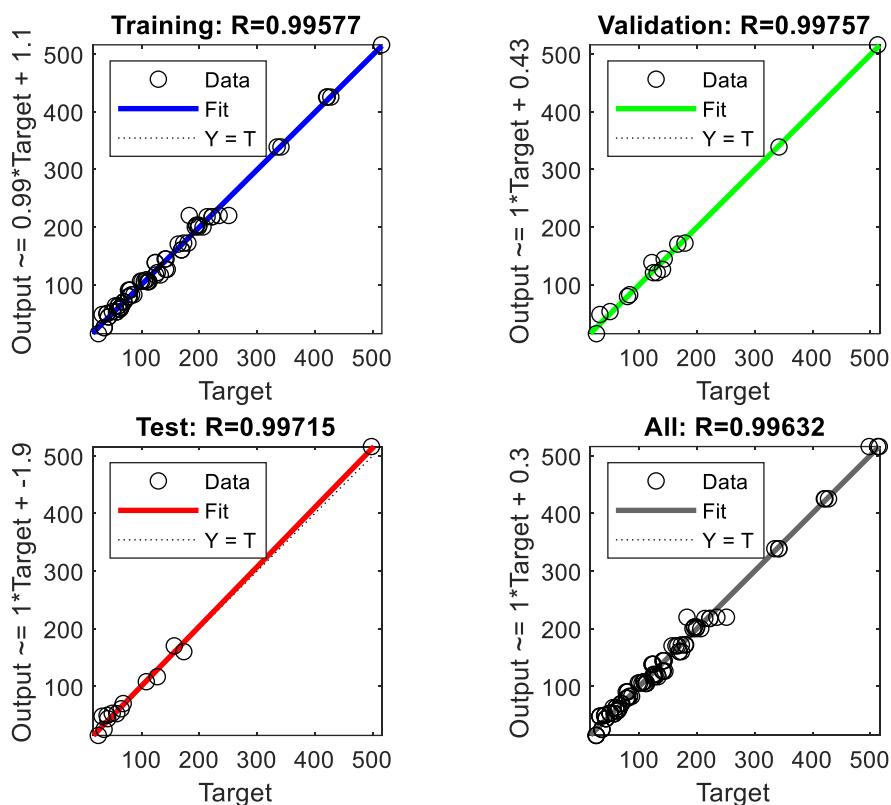 Training: R=0.99577
Output ~= 0.99*Target + 1.1
500
400
300
200
100
Data
Fit
Y = T
100 200 300 400 500
Target
Validation: R=0.99757
Output ~= 1*Target + 0.43
500
400
300
200
100
Data
Fit
Y = T
100 200 300 400 500
Target
Test: R=0.99715
Output ~= 1*Target + -1.9
500
400
300
200
100
Data
Fit
Y = T
100 200 300 400 500
Target
All: R=0.99632
Output ~= 1*Target + 0.3
500
400
300
200
100
Data
Fit
Y = T
100 200 300 400 500
Target